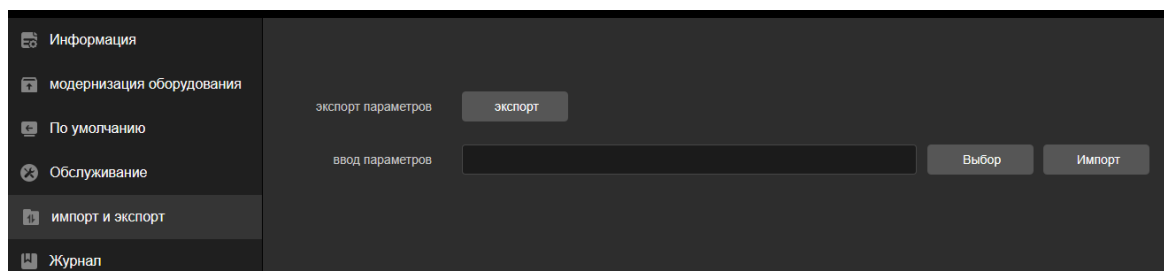 Информация
модернизация оборудования
По умолчанию
Обслуживание
импорт и экспорт
Журнал
экспорт параметров экспорт
ввод параметров Выбор Импорт